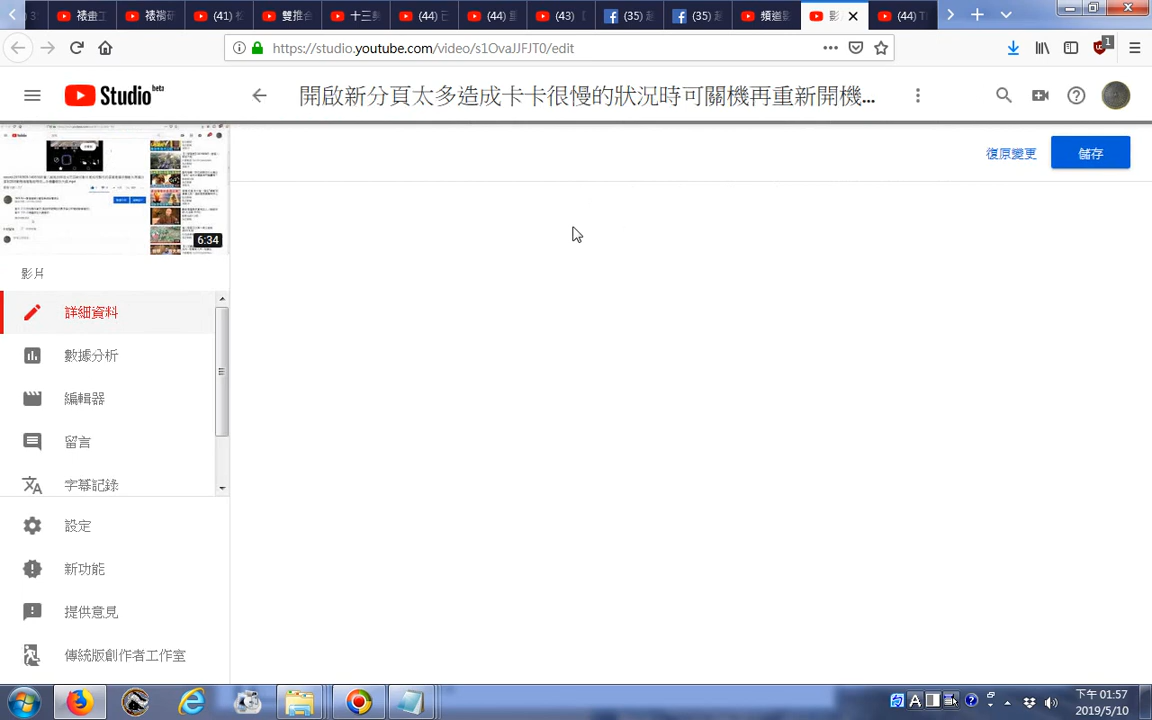 (41)
雙推合
十三奧
(44)
(44)
(43)
(35)
(35)
頻道
(44) T
https://studio.youtube.com/video/s1OvaJJFJT0/edit
1
Studio beta
開啟新分頁太多造成卡卡很慢的狀況時可關機再重新開機...
復原變更
儲存
6:34
影片
詳細資料
數據分析
編輯器
留言
字幕記錄
設定
新功能
提供意見
傳統版創作者工作室
下午 01:57
2019/5/10